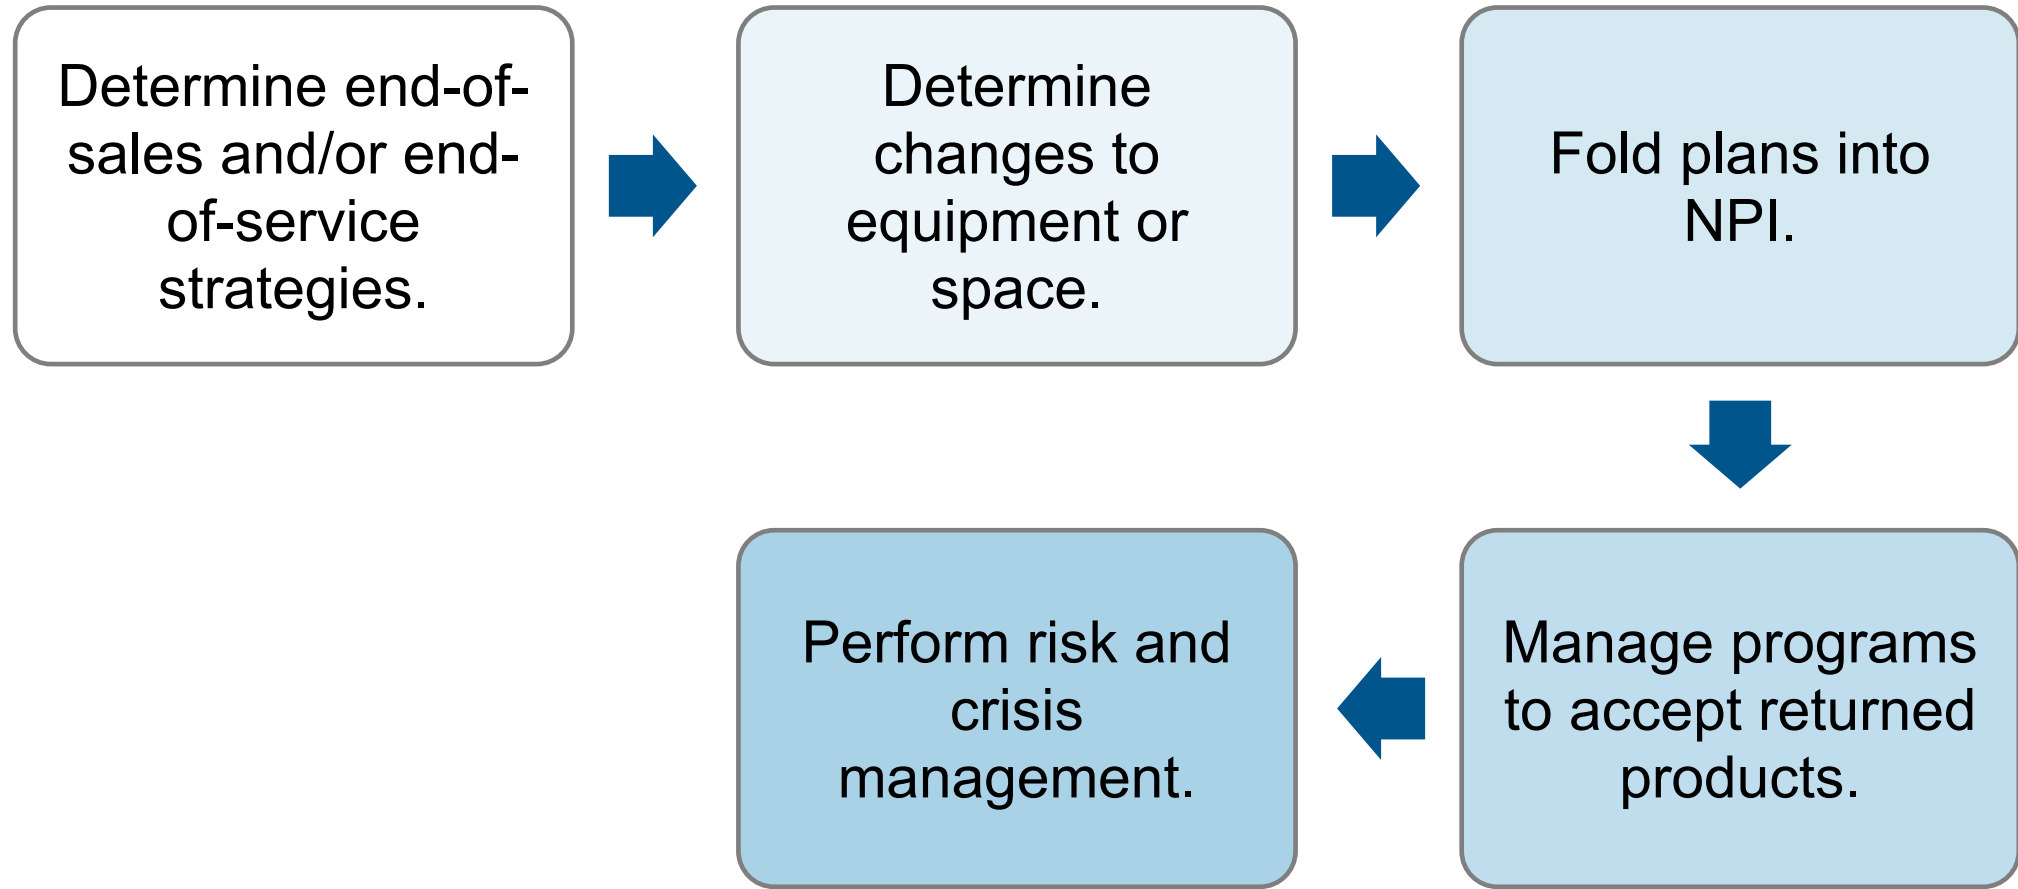 Determine end-of-
sales and/or end-
of-service
strategies.
Determine
changes to
equipment or
space.
Fold plans into
NPI.
Manage programs
to accept returned
products.
Perform risk and
crisis
management.